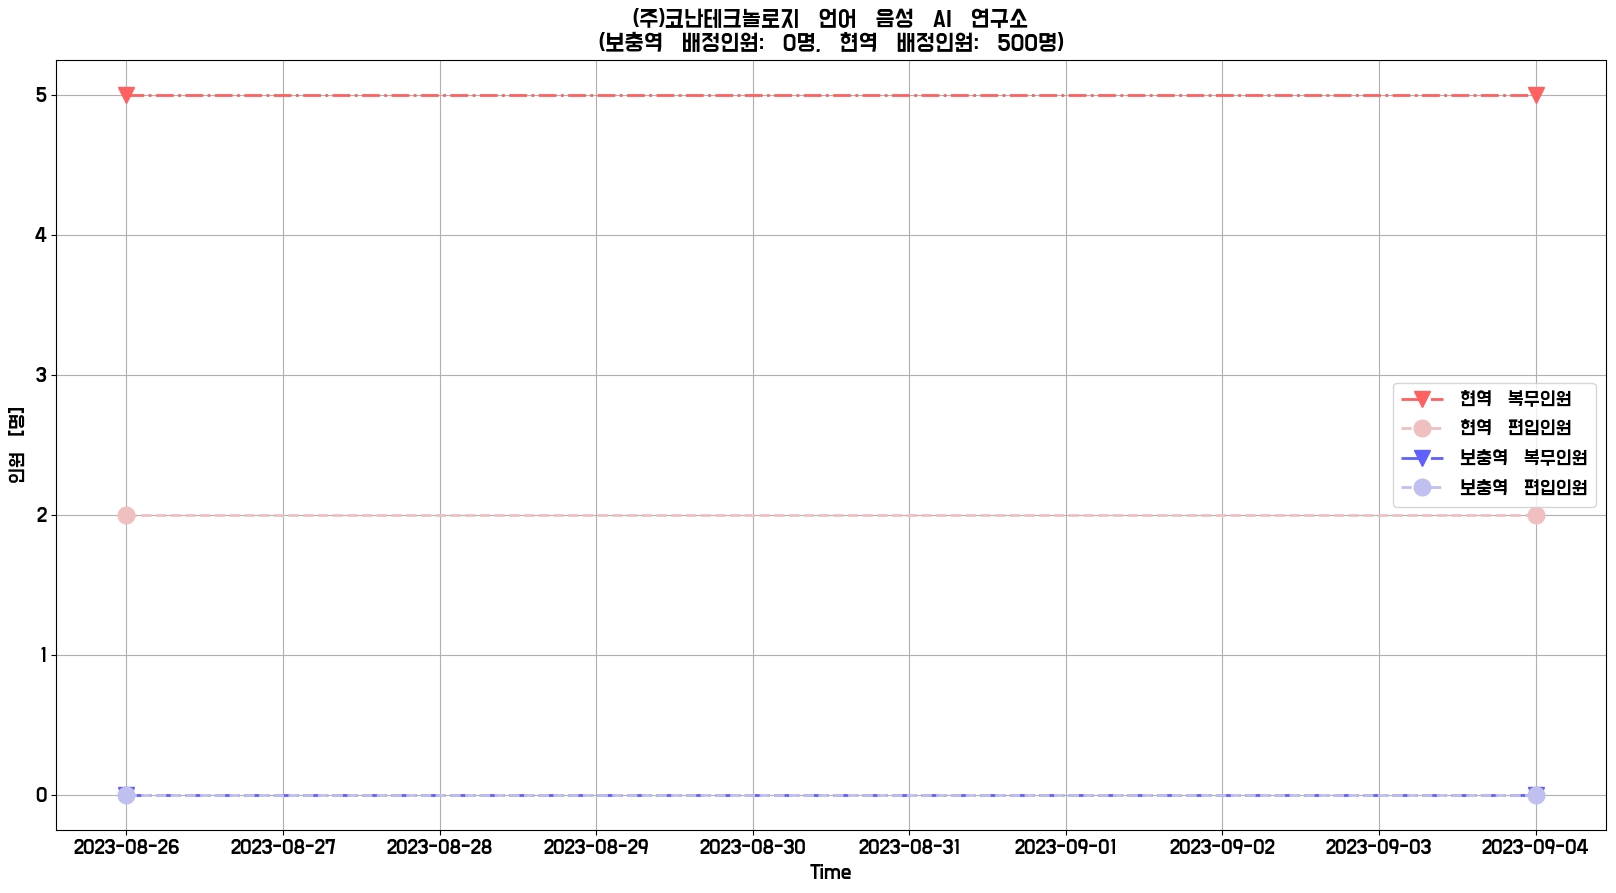 (주)코난테크놀로지 언어 음성 AI 연구소
(보충역 배정인원: 0명, 현역 배정인원: 500명)
인원 [명]
5
4
3
2
1
0
현역 복무인원
현역 편입인원
보충역 복무인원
보충역 편입인원
2023-08-26 2023-08-27 2023-08-28 2023-08-29 2023-08-30 2023-08-31 2023-09-01 2023-09-02 2023-09-03 2023-09-04
Time